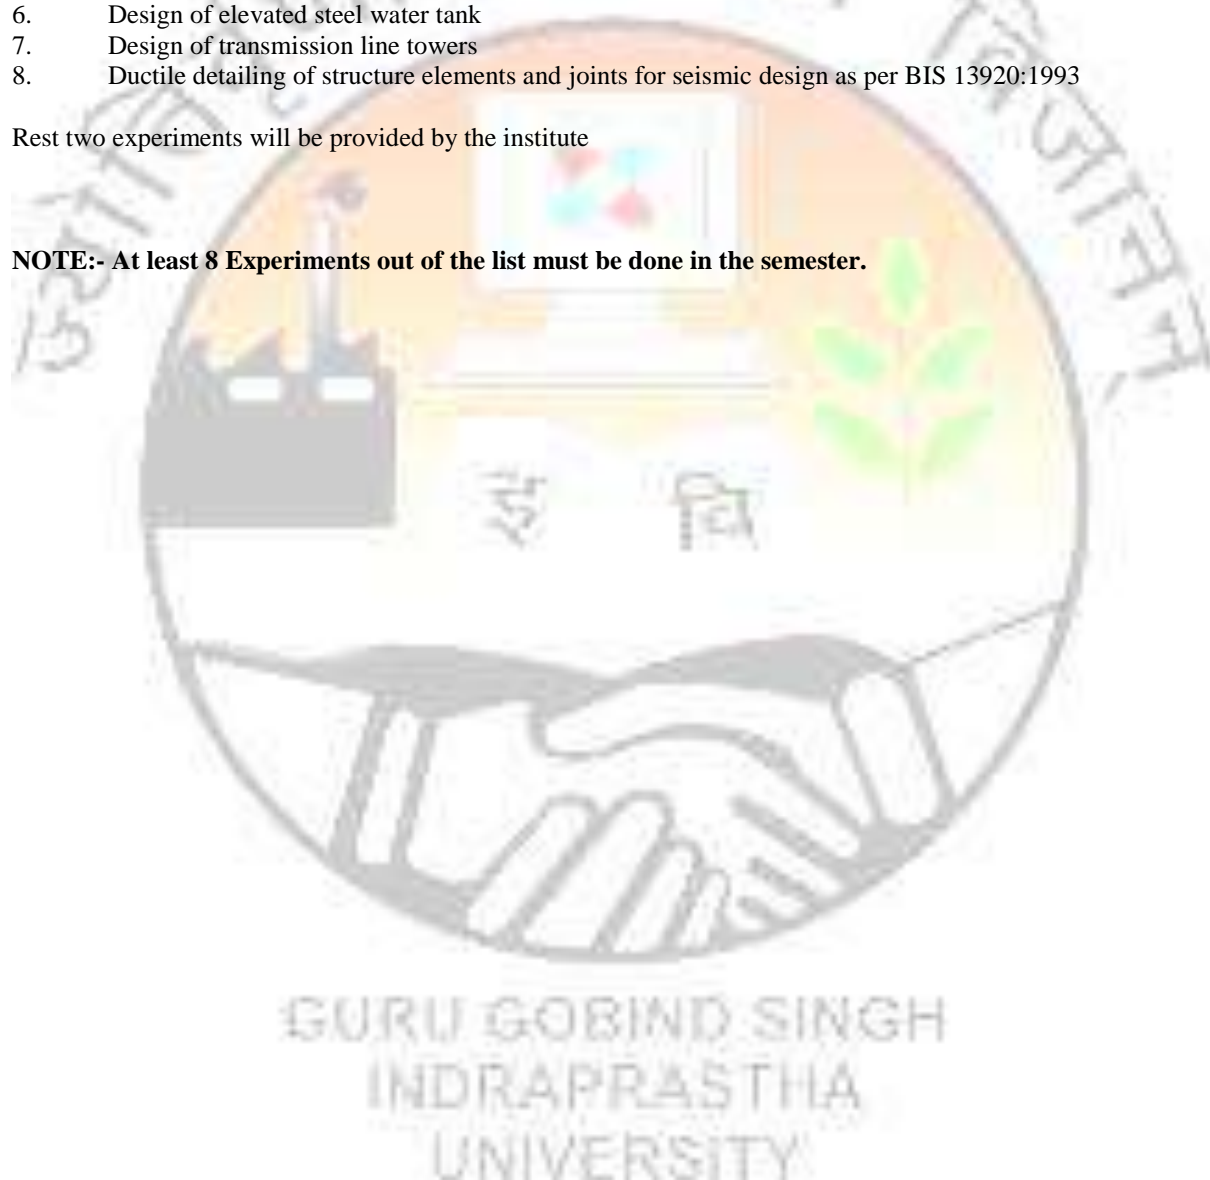 6. Design of elevated steel water tank
7. Design of transmission line towers
8. Ductile detailing of structure elements and joints for seismic design as per BIS 13920:1993
Rest two experiments will be provided by the institute
NOTE:- At least 8 Experiments out of the list must be done in the semester.
GURU GOBIND SINGH
INDRAPRASTHA
UNIVERSITY